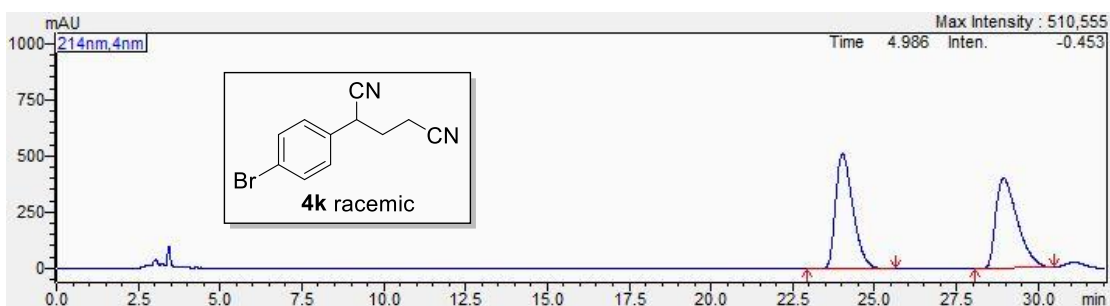 mAU
Max Intensity : 510,555
214nm,4nm
Time 4.986 Inten. -0.453
1000
750
500
250
0
CN
CN
Br
4k racemic
0.0 2.5 5.0 7.5 10.0 12.5 15.0 17.5 20.0 22.5 25.0 27.5 30.0 min